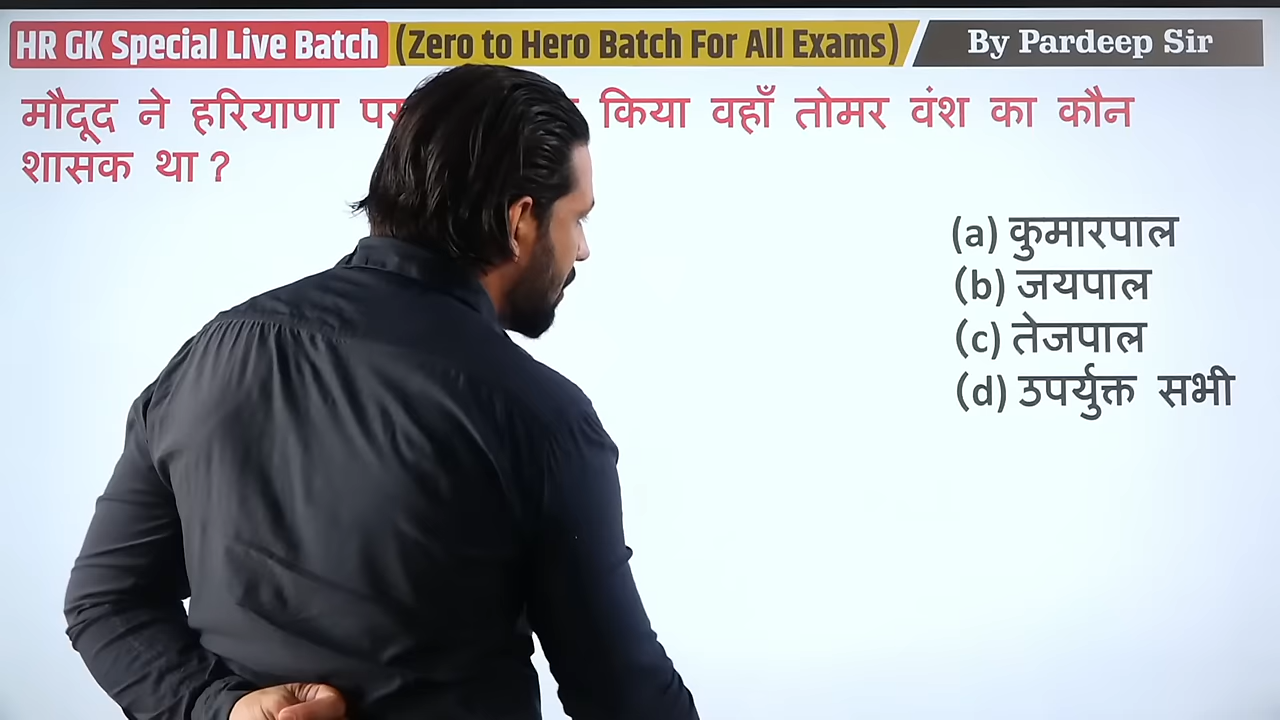 HR GK Special Live Batch (Zero to Hero Batch For All Exams) By Pardeep Sir
मौदूद ने हरियाणा किया वहाँ तोमर वंश का कौन
शासक था ?
(a) कुमारपाल
(b) जयपाल
(c) तेजपाल
(d) उपर्युक्त सभी